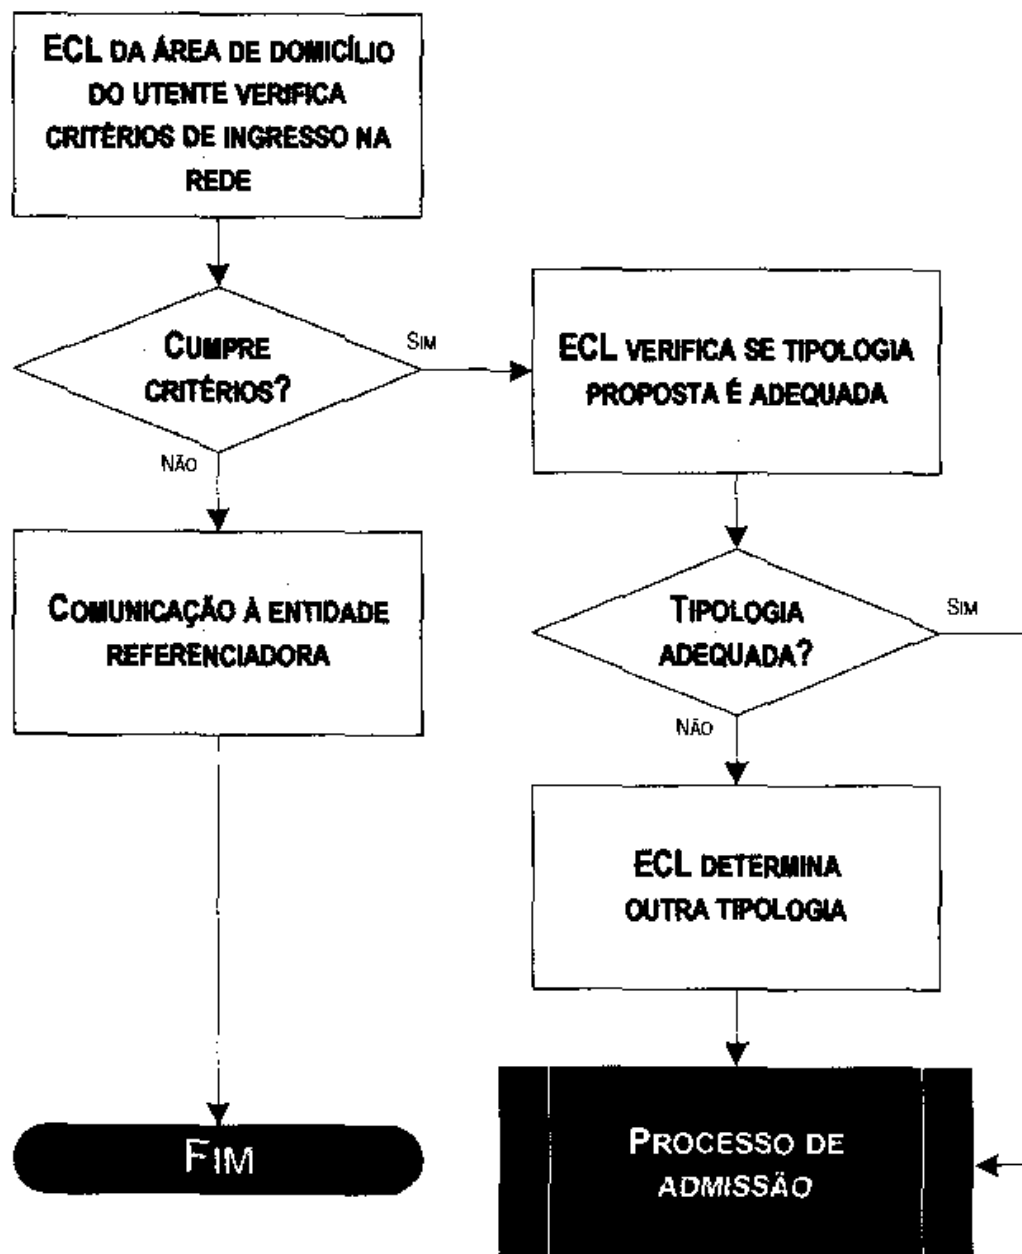 ECL DA ÁREA DE DOMICÍLIO
DO UTENTE VERIFICA
CRITÉRIOS DE INGRESSO NA
REDE
CUMPRE
CRITÉRIOS?
SIM
ECL VERIFICA SE TIPOLOGIA
PROPOSTA É ADEQUADA
NÃO
COMUNICAÇÃO À ENTIDADE
REFERENCIADORA
TIPOLOGIA
ADEQUADA?
SIM
NÃO
ECL DETERMINA
OUTRA TIPOLOGIA
FIM
PROCESSO DE
ADMISSÃO